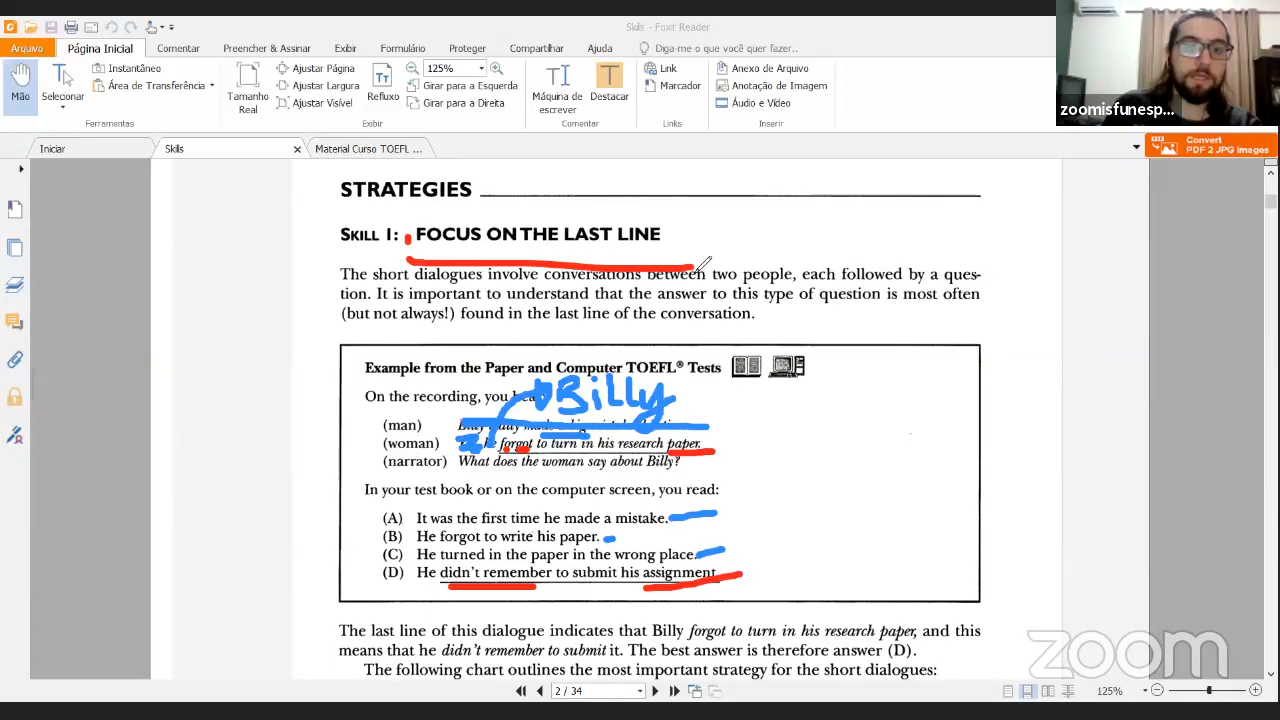 Skills - Foxit Reader
Arquivo
Página Inicial
Comentar
Preencher & Assinar
Exibir
Formulário
Proteger
Compartilhar
Ajuda
Diga-me o que você quer fazer..
Mão
Selecionar
Instantâneo
Área de Transferência
Ferramentas
Tamanho Real
Ajustar Página
Ajustar Largura
Ajustar Visível
Refluxo
125%
Girar para a Esquerda
Girar para a Direita
Exibir
Máquina de escrever
Destacar
Comentar
Link
Marcador
Links
Anexo de Arquivo
Anotação de Imagem
Áudio e Vídeo
Inserir
zoomisfunesp...
Iniciar
Skills
Material Curso TOEFL ...
Convert
PDF 2 JPG Images
STRATEGIES
SKILL 1: FOCUS ON THE LAST LINE
The short dialogues involve conversations between two people, each followed by a ques-
tion. It is important to understand that the answer to this type of question is most often
(but not always!) found in the last line of the conversation.
Example from the Paper and Computer TOEFL® Tests
Billy
On the recording, you
(man)
(woman) he forgot to turn in his research paper.
(narrator) What does the woman say about Billy?
In your test book or on the computer screen, you read:
(A) It was the first time he made a mistake.
(B) He forgot to write his paper.
(C) He turned in the paper in the wrong place.
(D) He didn't remember to submit his assignment.
The last line of this dialogue indicates that Billy forgot to turn in his research paper, and this
means that he didn't remember to submit it. The best answer is therefore answer (D).
The following chart outlines the most important strategy for the short dialogues:
zoom
2 / 34
125%